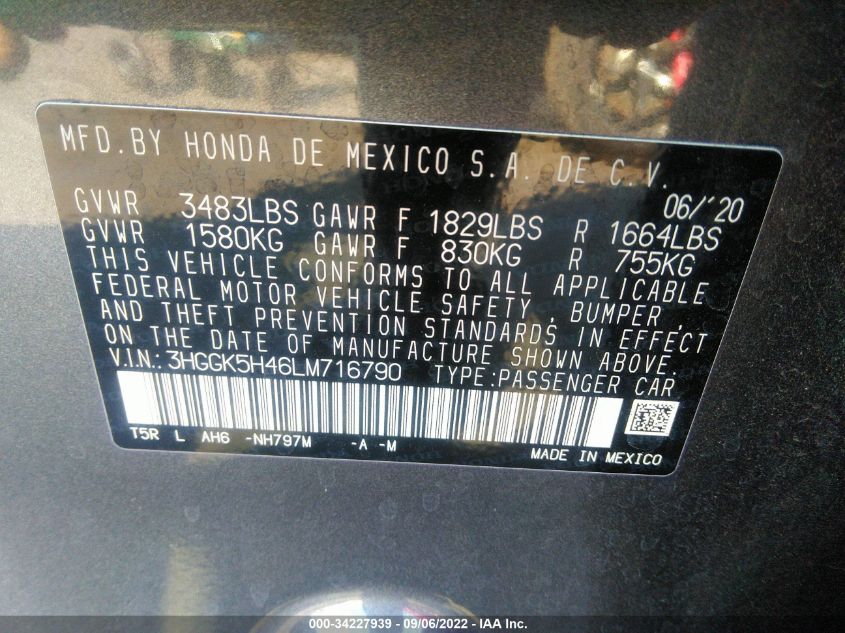 MFD.BY HONDA DE MEXICO S.A. DE C.V.
06/'20
GVWR 3483LBS GAWR F 1829LBS R 1664LBS
GVWR 1580KG GAWR F 830KG R 755KG
THIS VEHICLE CONFORMS TO ALL APPLICABLE
FEDERAL MOTOR VEHICLE SAFETY, BUMPER,
AND THEFT PREVENTION STANDARDS IN EFFECT
ON THE DATE OF MANUFACTURE SHOWN ABOVE.
V.I.N.: 3HGGK5H46LM716790 TYPE:PASSENGER CAR
T5R L AH6 -NH797M -A -M
MADE IN MEXICO
000-34227939 - 09/06/2022 - IAA Inc.